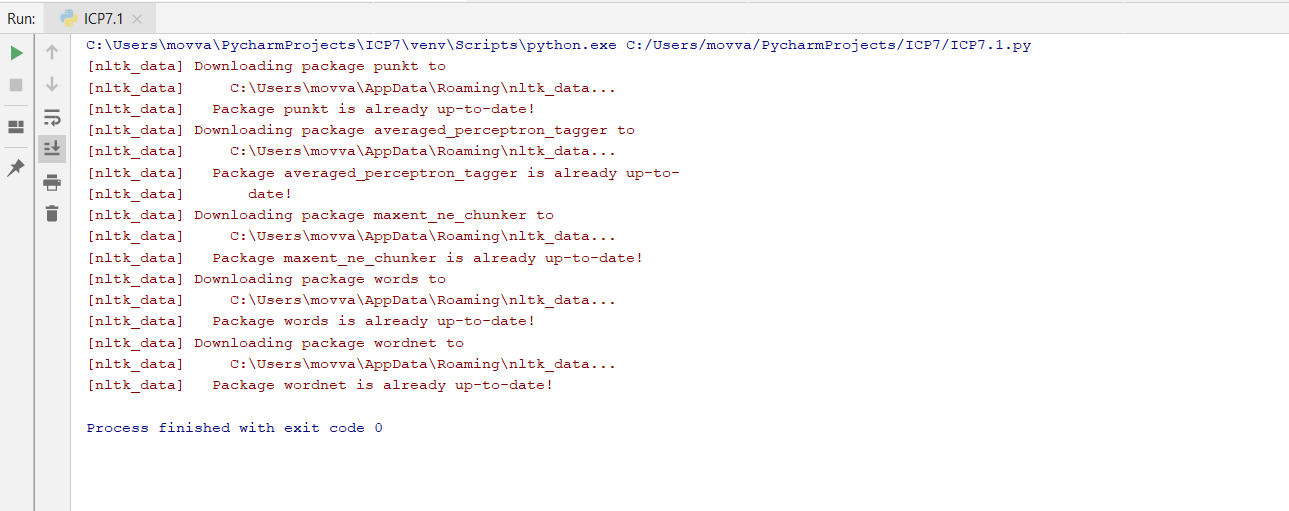 Run: ICP7.1
C:\Users\movva\PycharmProjects\ICP7\venv\Scripts\python.exe C:/Users/movva/PycharmProjects/ICP7/ICP7.1.py
[nltk_data] Downloading package punkt to
[nltk_data]     C:\Users\movva\AppData\Roaming\nltk_data...
[nltk_data]   Package punkt is already up-to-date!
[nltk_data] Downloading package averaged_perceptron_tagger to
[nltk_data]     C:\Users\movva\AppData\Roaming\nltk_data...
[nltk_data]   Package averaged_perceptron_tagger is already up-to-
[nltk_data]       date!
[nltk_data] Downloading package maxent_ne_chunker to
[nltk_data]     C:\Users\movva\AppData\Roaming\nltk_data...
[nltk_data]   Package maxent_ne_chunker is already up-to-date!
[nltk_data] Downloading package words to
[nltk_data]     C:\Users\movva\AppData\Roaming\nltk_data...
[nltk_data]   Package words is already up-to-date!
[nltk_data] Downloading package wordnet to
[nltk_data]     C:\Users\movva\AppData\Roaming\nltk_data...
[nltk_data]   Package wordnet is already up-to-date!
Process finished with exit code 0